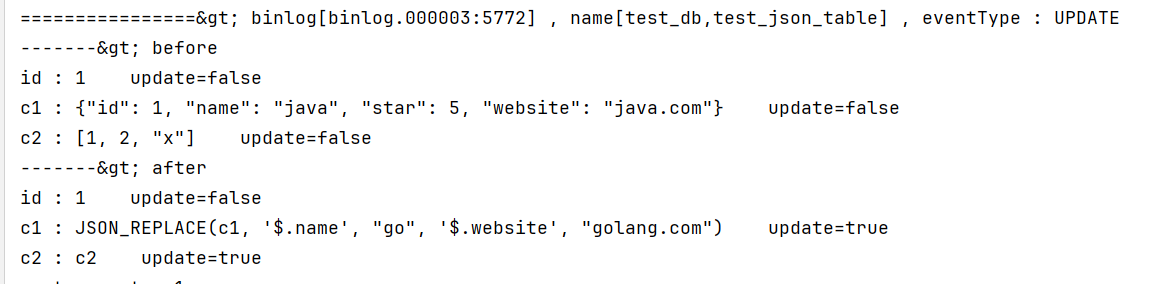 ================&gt; binlog[binlog.000003:5772] , name[test_db,test_json_table] , eventType : UPDATE
-------&gt; before
id : 1    update=false
c1 : {"id": 1, "name": "java", "star": 5, "website": "java.com"}    update=false
c2 : [1, 2, "x"]    update=false
-------&gt; after
id : 1    update=false
c1 : JSON_REPLACE(c1, '$.name', "go", '$.website', "golang.com")    update=true
c2 : c2    update=true